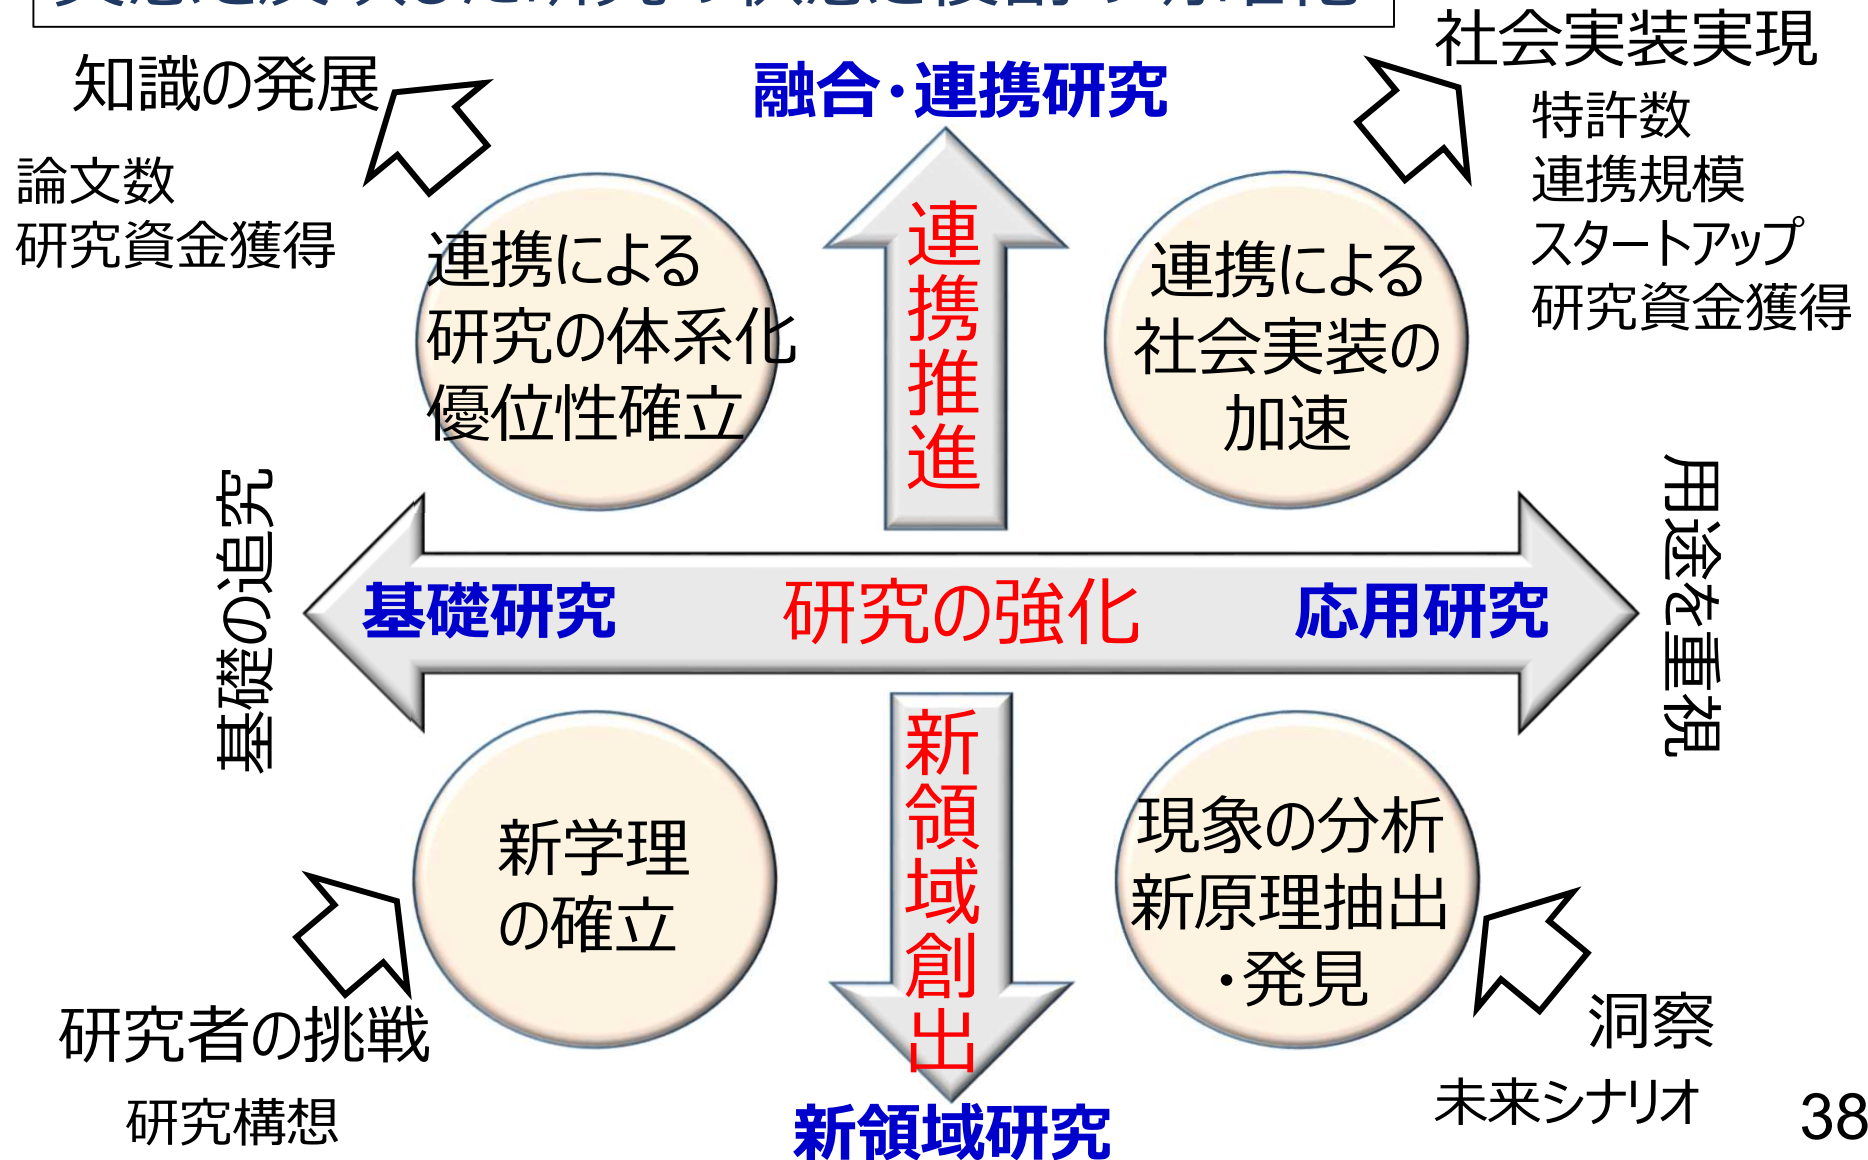 社会実装実現
知識の発展
融合・連携研究
特許数
論文数
連携規模
研究資金獲得
スタートアップ
研究資金獲得
連携による
研究の体系化
優位性確立
連携推進
連携による
社会実装の
加速
基礎の追究
用途を重視
基礎研究
研究の強化
応用研究
新学理
の確立
新領域創出
現象の分析
新原理抽出
・発見
研究者の挑戦
洞察
研究構想
新領域研究
未来シナリオ
38